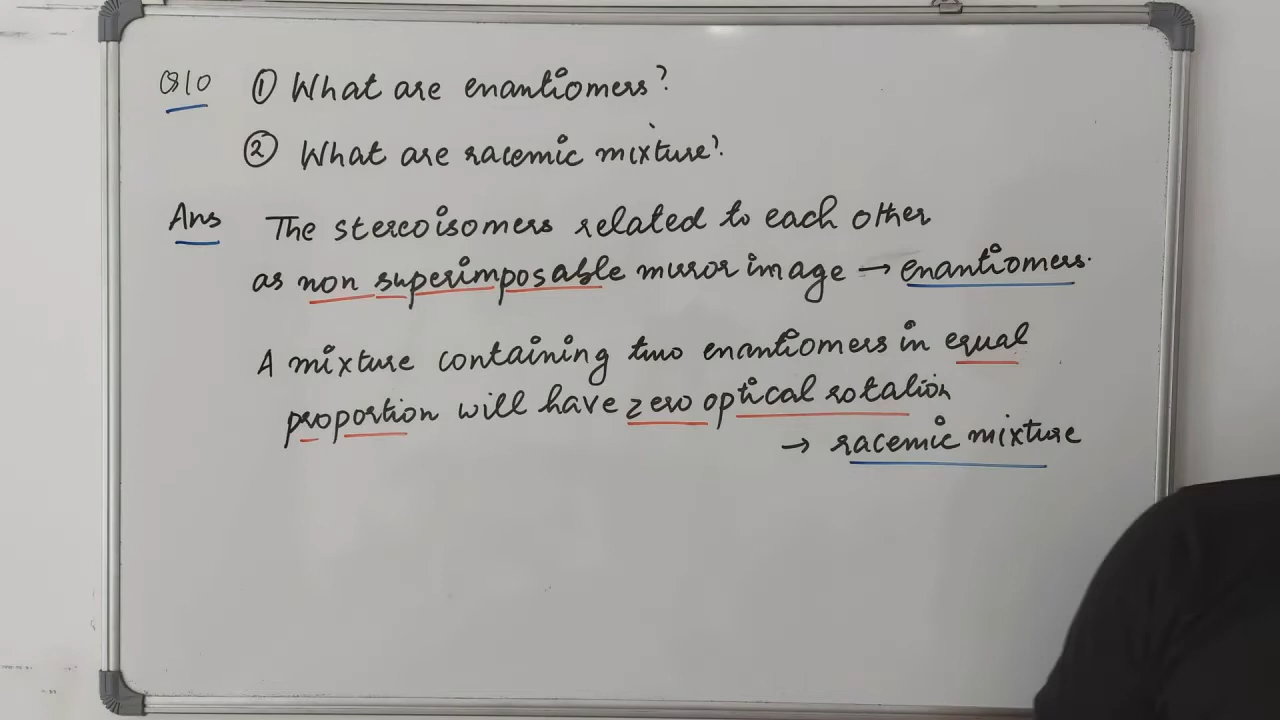 Q10 ① What are enantiomers?
② What are racemic mixture?
Ans The stereoisomers related to each other
as non superimposable mirror image → enantiomers.
A mixture containing two enantiomers in equal
proportion will have zero optical rotation
→ racemic mixture